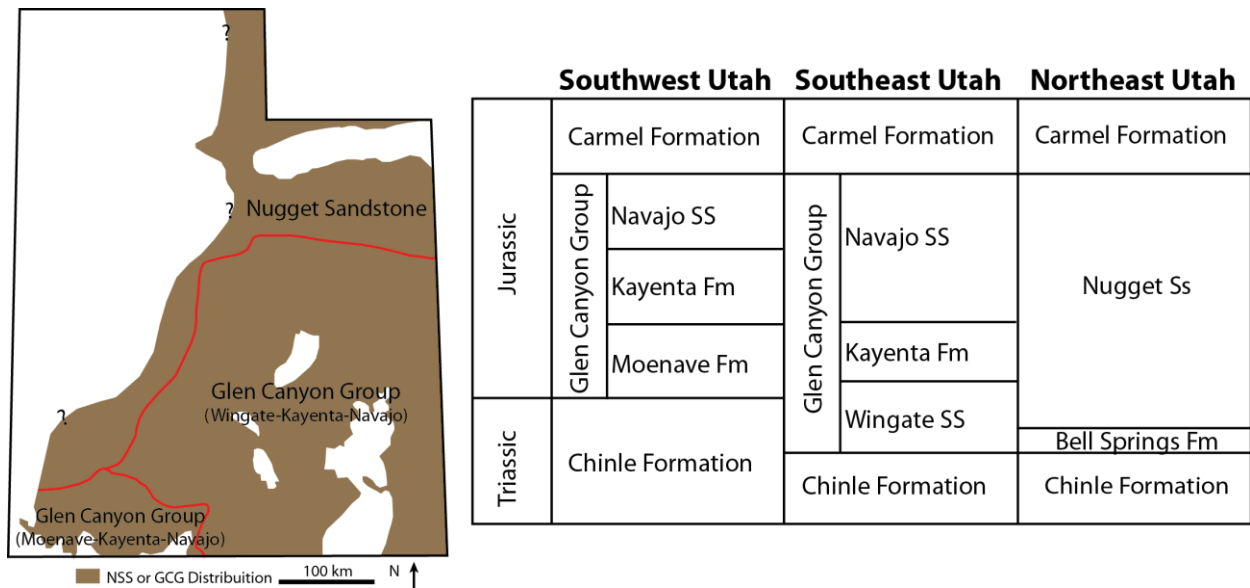 ?
?
Nugget Sandstone
?
Glen Canyon Group
(Wingate-Kayenta-Navajo)
Glen Canyon Group
(Moenave-Kayenta-Navajo)
NSS or GCG Distribuition
100 km
N
Southwest Utah
Southeast Utah
Northeast Utah
Jurassic
Triassic
Carmel Formation
Glen Canyon Group
Navajo SS
Kayenta Fm
Moenave Fm
Chinle Formation
Carmel Formation
Glen Canyon Group
Navajo SS
Kayenta Fm
Wingate SS
Chinle Formation
Carmel Formation
Nugget Ss
Bell Springs Fm
Chinle Formation